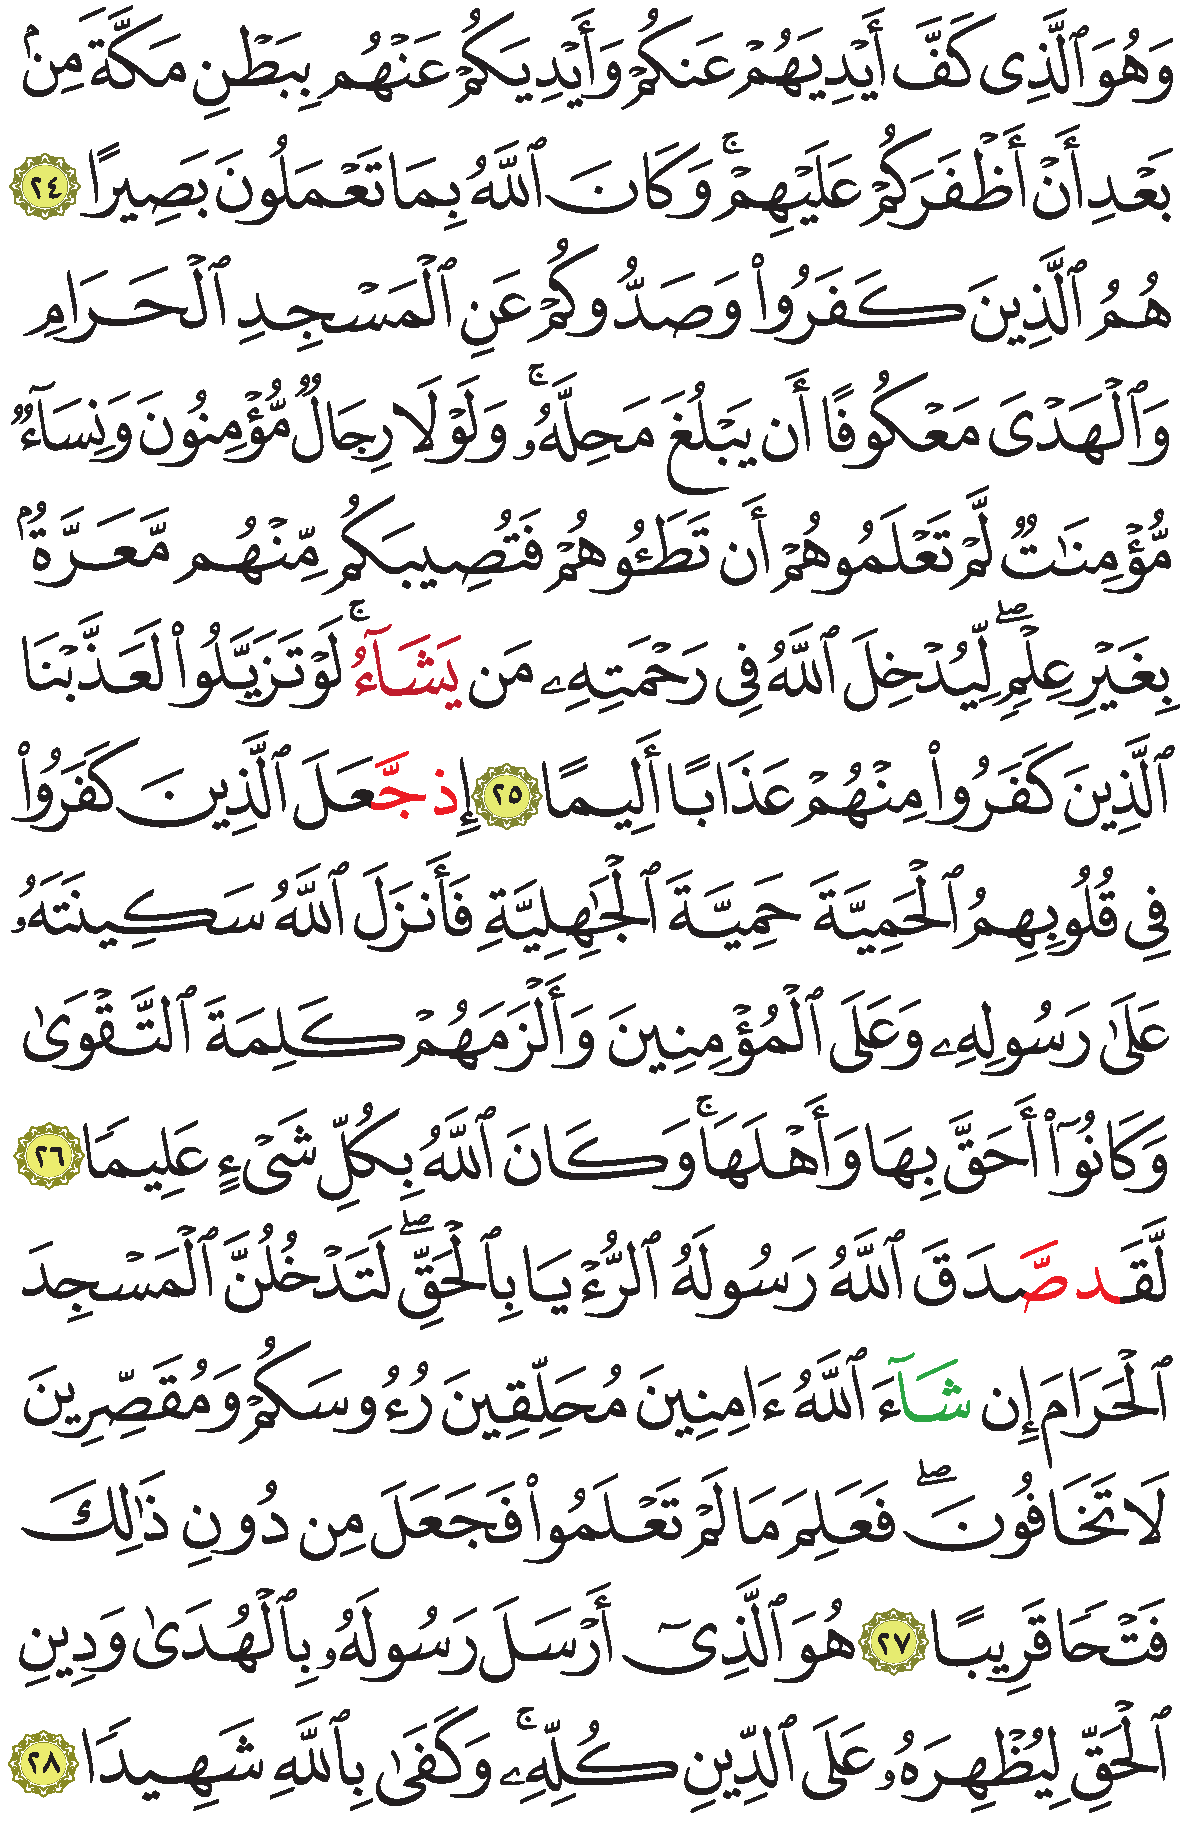 وَهُوَ ٱلَّذِى كَفَّ أَيْدِيَهُمْ عَنكُمْ وَأَيْدِيَكُمْ عَنْهُم بِبَطْنِ مَكَّةَ مِنۢ
بَعْدِ أَنْ أَظْفَرَكُمْ عَلَيْهِمْ ۚ وَكَانَ ٱللَّهُ بِمَا تَعْمَلُونَ بَصِيرًا ٢٤
هُمُ ٱلَّذِينَ كَفَرُوا۟ وَصَدُّوكُمْ عَنِ ٱلْمَسْجِدِ ٱلْحَرَامِ
وَٱلْهَدْىَ مَعْكُوفًا أَن يَبْلُغَ مَحِلَّهُۥ ۚ وَلَوْلَا رِجَالٌ مُّؤْمِنُونَ وَنِسَآءٌ
مُّؤْمِنَـٰتٌ لَّمْ تَعْلَمُوهُمْ أَن تَطَـُٔوهُمْ فَتُصِيبَكُم مِّنْهُم مَّعَرَّةٌۢ
بِغَيْرِ عِلْمٍ ۖ لِّيُدْخِلَ ٱللَّهُ فِى رَحْمَتِهِۦ مَن يَشَآءُ ۚ لَوْ تَزَيَّلُوا۟ لَعَذَّبْنَا
ٱلَّذِينَ كَفَرُوا۟ مِنْهُمْ عَذَابًا أَلِيمًا ٢٥ إِذ جَّعَلَ ٱلَّذِينَ كَفَرُوا۟
فِى قُلُوبِهِمُ ٱلْحَمِيَّةَ حَمِيَّةَ ٱلْجَـٰهِلِيَّةِ فَأَنزَلَ ٱللَّهُ سَكِينَتَهُۥ
عَلَىٰ رَسُولِهِۦ وَعَلَى ٱلْمُؤْمِنِينَ وَأَلْزَمَهُمْ كَلِمَةَ ٱلتَّقْوَىٰ
وَكَانُوٓا۟ أَحَقَّ بِهَا وَأَهْلَهَا ۚ وَكَانَ ٱللَّهُ بِكُلِّ شَىْءٍ عَلِيمًا ٢٦
لَّقَد صَّدَقَ ٱللَّهُ رَسُولَهُ ٱلرُّءْيَا بِٱلْحَقِّ ۖ لَتَدْخُلُنَّ ٱلْمَسْجِدَ
ٱلْحَرَامَ إِن شَآءَ ٱللَّهُ ءَامِنِينَ مُحَلِّقِينَ رُءُوسَكُمْ وَمُقَصِّرِينَ
لَا تَخَافُونَ ۖ فَعَلِمَ مَا لَمْ تَعْلَمُوا۟ فَجَعَلَ مِن دُونِ ذَٰلِكَ
فَتْحًا قَرِيبًا ٢٧ هُوَ ٱلَّذِىٓ أَرْسَلَ رَسُولَهُۥ بِٱلْهُدَىٰ وَدِينِ
ٱلْحَقِّ لِيُظْهِرَهُۥ عَلَى ٱلدِّينِ كُلِّهِۦ ۚ وَكَفَىٰ بِٱللَّهِ شَهِيدًا ٢٨